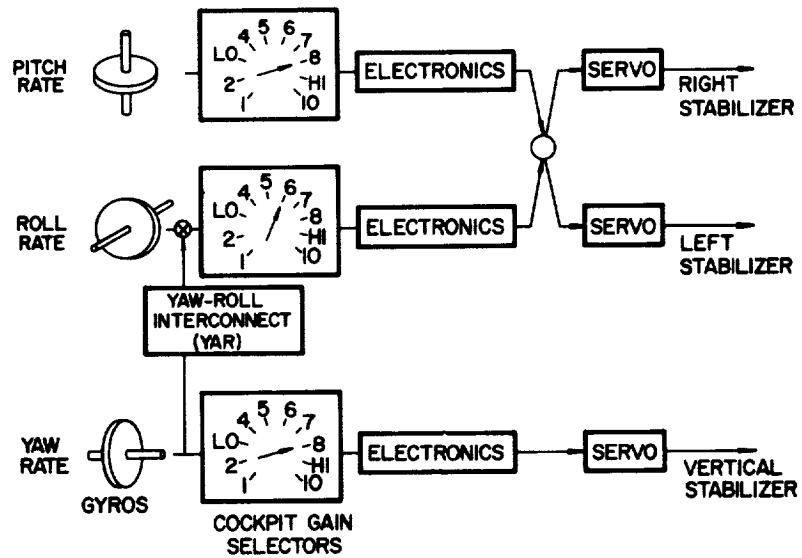 PITCH
RATE
1
2
LO
4
5
6
7
8
HI
10
ELECTRONICS
SERVO
RIGHT
STABILIZER
ROLL
RATE
1
2
LO
4
5
6
7
8
HI
10
ELECTRONICS
SERVO
LEFT
STABILIZER
YAW-ROLL
INTERCONNECT
(YAR)
YAW
RATE
GYROS
1
2
LO
4
5
6
7
8
HI
10
COCKPIT GAIN
SELECTORS
ELECTRONICS
SERVO
VERTICAL
STABILIZER